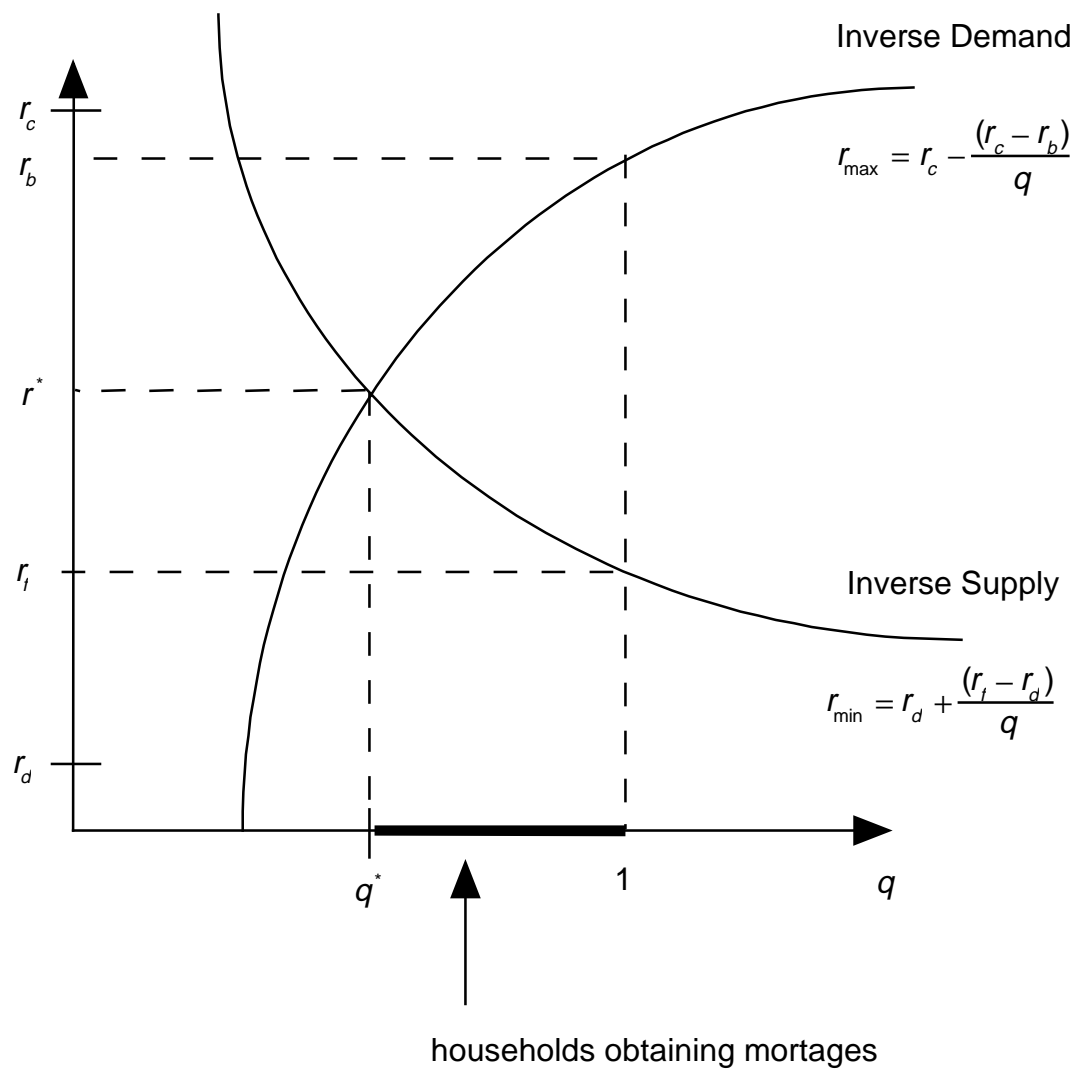 Inverse Demand
r_c
r_b
r_max = r_c − (r_c − r_b) / q
r*
r_f
Inverse Supply
r_min = r_d + (r_f − r_d) / q
r_d
q*
1
q
households obtaining mortages